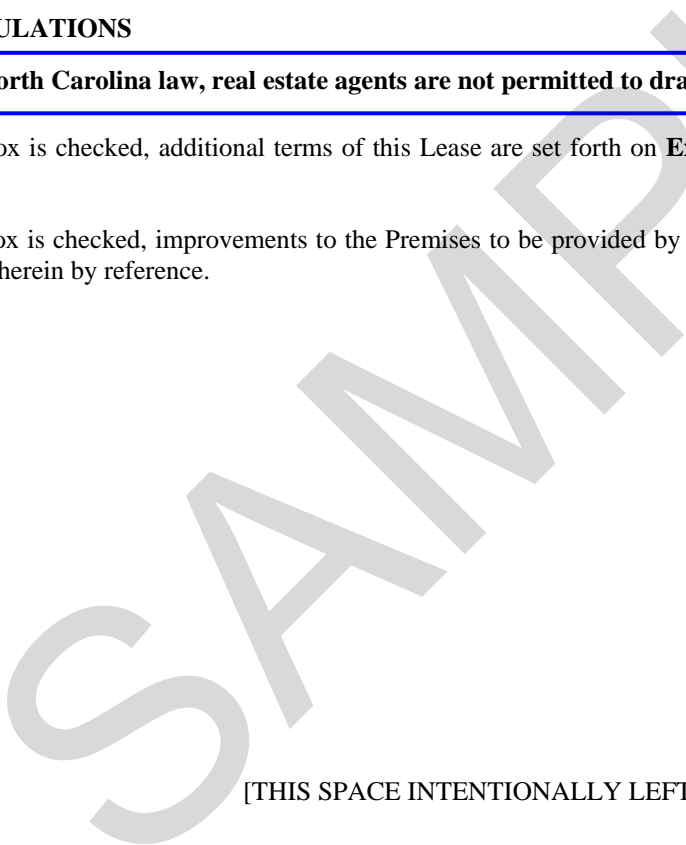 ULATIONS
orth Carolina law, real estate agents are not permitted to dra
ox is checked, additional terms of this Lease are set forth on Ex
ox is checked, improvements to the Premises to be provided by
herein by reference.
SAMP
[THIS SPACE INTENTIONALLY LEFT